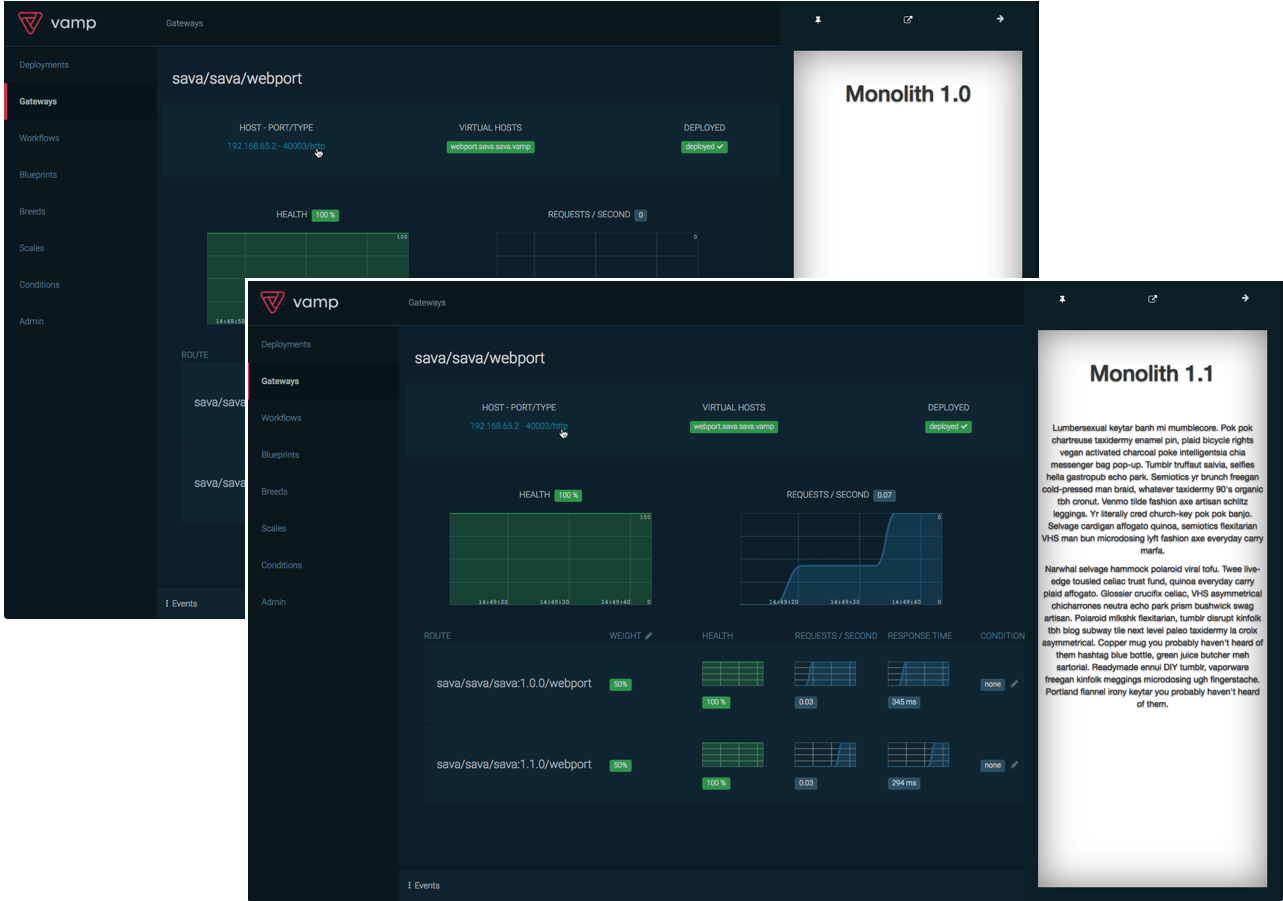 vamp
Gateways
Deployments
Gateways
Workflows
Blueprints
Breeds
Scales
Conditions
Admin
sava/sava/webport
HOST - PORT/TYPE
VIRTUAL HOSTS
DEPLOYED
192.168.65.2 - 40003/http
webport.sava.sava.vamp
deployed ✓
HEALTH 100 %
REQUESTS / SECOND 0
100
0
14:48:50
ROUTE
sava/sava
sava/sava
Events
Monolith 1.0
vamp
Gateways
Deployments
Gateways
Workflows
Blueprints
Breeds
Scales
Conditions
Admin
sava/sava/webport
HOST - PORT/TYPE
VIRTUAL HOSTS
DEPLOYED
192.168.65.2 - 40003/http
webport.sava.sava.vamp
deployed ✓
HEALTH 100 %
REQUESTS / SECOND 0.07
100
0
14:49:20 14:49:30 14:49:40 0
14:49:20 14:49:30 14:49:40 0
ROUTE WEIGHT HEALTH REQUESTS / SECOND RESPONSE TIME CONDITION
sava/sava/sava:1.0.0/webport 50% none
100 % 0.03 345 ms
sava/sava/sava:1.1.0/webport 50% none
100 % 0.03 294 ms
Events
Monolith 1.1
Lumbersexual keytar banh mi mumblecore. Pok pok
chartreuse taxidermy enamel pin, plaid bicycle rights
vegan activated charcoal poke intelligentsia chia
messenger bag pop-up. Tumblr truffaut salvia, selfies
hella gastropub echo park. Semiotics yr brunch freegan
cold-pressed man braid, whatever taxidermy 90's organic
tbh cronut. Venmo tilde fashion axe artisan schlitz
leggings. Yr literally cred church-key pok pok banjo.
Selvage cardigan affogato quinoa, semiotics flexitarian
VHS man bun microdosing lyft fashion axe everyday carry
marfa.
Narwhal selvage hammock polaroid viral tofu. Twee live-
edge tousled celiac trust fund, quinoa everyday carry
plaid affogato. Glossier crucifix celiac, VHS asymmetrical
chicharrones neutra echo park prism bushwick swag
artisan. Polaroid mlkshk flexitarian, tumblr disrupt kinfolk
tbh blog subway tile next level paleo taxidermy la croix
asymmetrical. Copper mug you probably haven't heard of
them hashtag blue bottle, green juice butcher meh
sartorial. Readymade ennui DIY tumblr, vaporware
freegan kinfolk meggings microdosing ugh fingerstache.
Portland flannel irony keytar you probably haven't heard
of them.